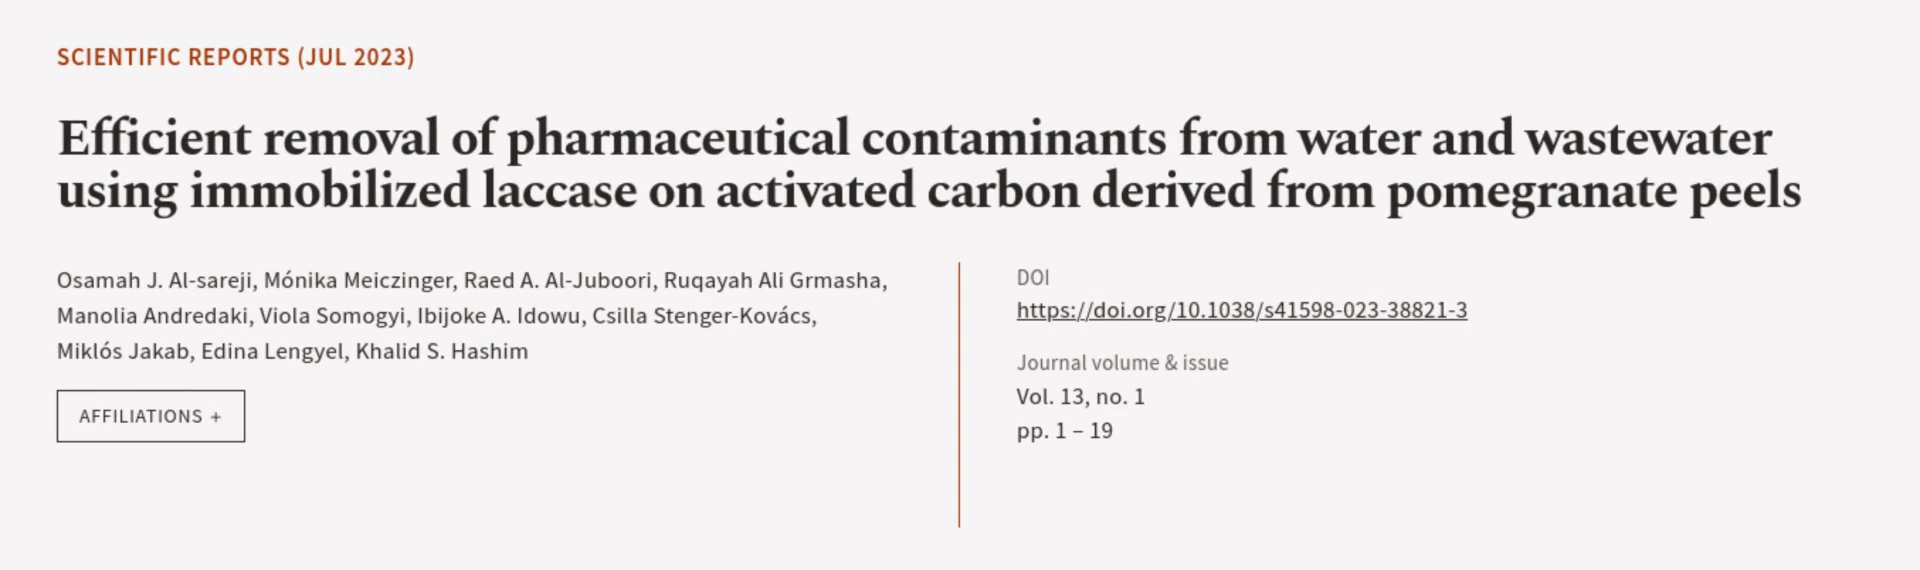 SCIENTIFIC REPORTS (JUL 2023)
Efficient removal of pharmaceutical contaminants from water and wastewater
using immobilized laccase on activated carbon derived from pomegranate peels
Osamah J. Al-sareji, Mónika Meiczinger, Raed A. Al-Juboori, Ruqayah Ali Grmasha,
Manolia Andredaki, Viola Somogyi, Ibijoke A. Idowu, Csilla Stenger-Kovács,
Miklós Jakab, Edina Lengyel, Khalid S. Hashim
AFFILIATIONS +
DOI
https://doi.org/10.1038/s41598-023-38821-3
Journal volume & issue
Vol. 13, no. 1
pp. 1 – 19